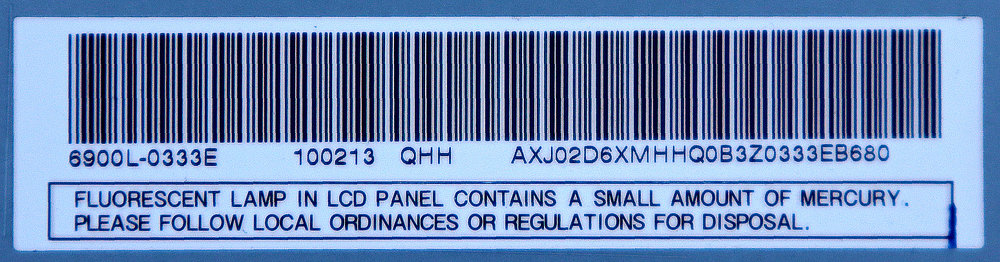 6900L-0333E 100213 QHH AXJ02D6XMHHQ0B3Z0333EB680
FLUORESCENT LAMP IN LCD PANEL CONTAINS A SMALL AMOUNT OF MERCURY.
PLEASE FOLLOW LOCAL ORDINANCES OR REGULATIONS FOR DISPOSAL.